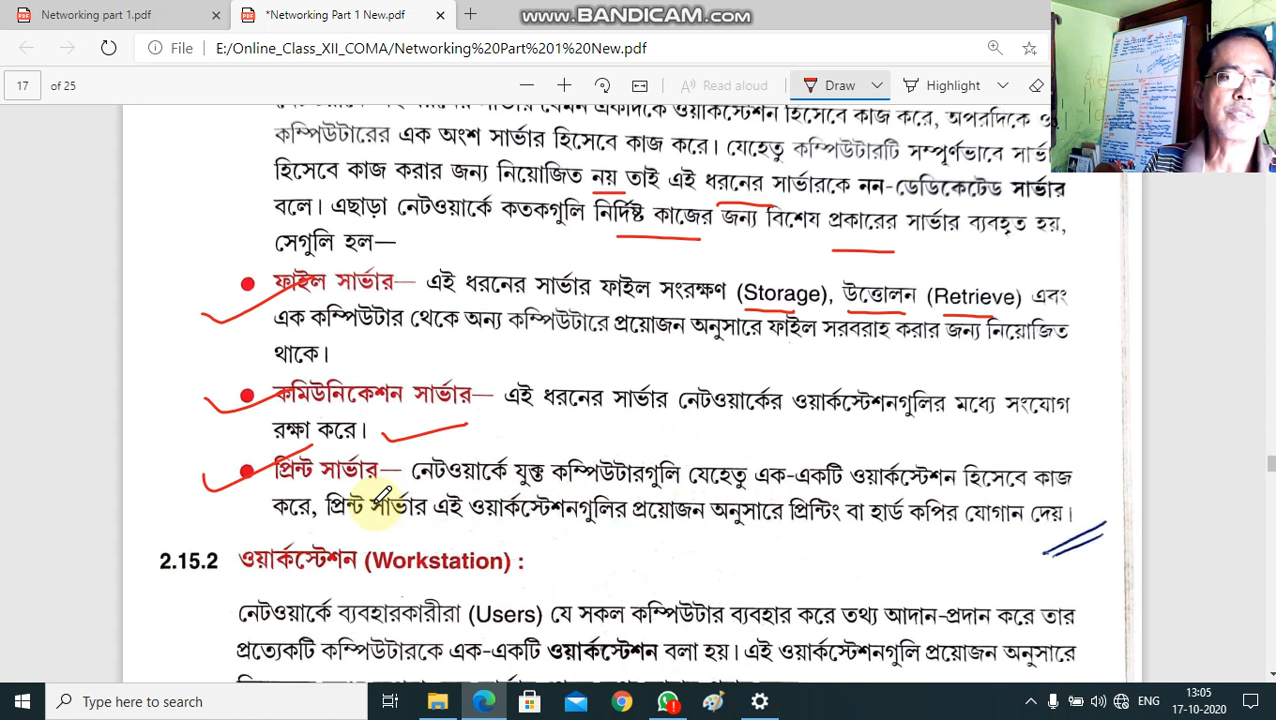 Networking part 1.pdf
*Networking Part 1 New.pdf
www.BANDICAM.com
File
E:/Online_Class_XII_COMA/Networking%20Part%201%20New.pdf
17 of 25
Read aloud
Draw
Highlight
সার্ভার যেমন একদিকে ওয়ার্কস্টেশন হিসেবে কাজ করে, অপরদিকে
কম্পিউটারের এক অংশ সার্ভার হিসেবে কাজ করে। যেহেতু কম্পিউটারটি সম্পূর্ণভাবে
হিসেবে কাজ করার জন্য নিয়োজিত নয় তাই এই ধরনের সার্ভারকে নন-ডেডিকেটেড সার্ভার
বলে। এছাড়া নেটওয়ার্কে কতকগুলি নির্দিষ্ট কাজের জন্য বিশেষ প্রকারের সার্ভার ব্যবহৃত হয়,
সেগুলি হল—
● ফাইল সার্ভার— এই ধরনের সার্ভার ফাইল সংরক্ষণ (Storage), উত্তোলন (Retrieve) এবং
এক কম্পিউটার থেকে অন্য কম্পিউটারে প্রয়োজন অনুসারে ফাইল সরবরাহ করার জন্য নিয়োজিত
থাকে।
● কমিউনিকেশন সার্ভার— এই ধরনের সার্ভার নেটওয়ার্কের ওয়ার্কস্টেশনগুলির মধ্যে সংযোগ
রক্ষা করে।
● প্রিন্ট সার্ভার— নেটওয়ার্কে যুক্ত কম্পিউটারগুলি যেহেতু এক-একটি ওয়ার্কস্টেশন হিসেবে কাজ
করে, প্রিন্ট সার্ভার এই ওয়ার্কস্টেশনগুলির প্রয়োজন অনুসারে প্রিন্টিং বা হার্ড কপির যোগান দেয়।
2.15.2 ওয়ার্কস্টেশন (Workstation) :
নেটওয়ার্কে ব্যবহারকারীরা (Users) যে সকল কম্পিউটার ব্যবহার করে তথ্য আদান-প্রদান করে তার
প্রত্যেকটি কম্পিউটারকে এক-একটি ওয়ার্কস্টেশন বলা হয়। এই ওয়ার্কস্টেশনগুলি প্রয়োজন অনুসারে
Type here to search
ENG
13:05
17-10-2020